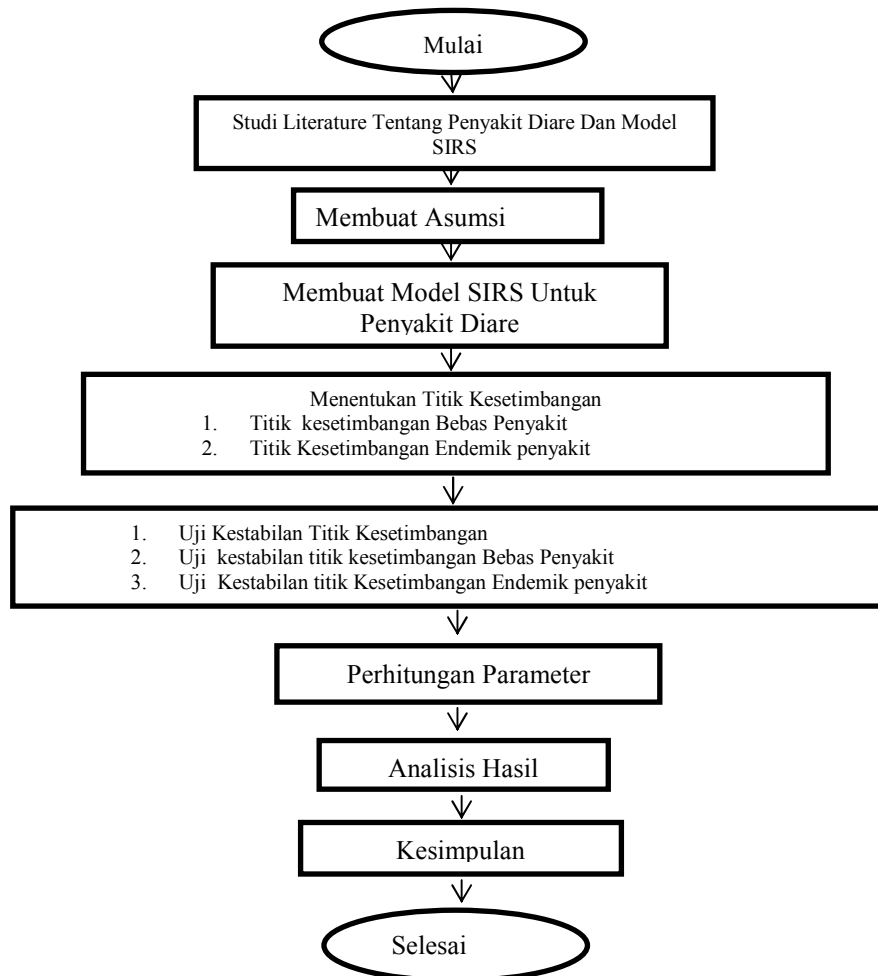 Mulai
Studi Literature Tentang Penyakit Diare Dan Model
SIRS
Membuat Asumsi
Membuat Model SIRS Untuk
Penyakit Diare
Menentukan Titik Kesetimbangan
1. Titik kesetimbangan Bebas Penyakit
2. Titik Kesetimbangan Endemik penyakit
1. Uji Kestabilan Titik Kesetimbangan
2. Uji kestabilan titik kesetimbangan Bebas Penyakit
3. Uji Kestabilan titik Kesetimbangan Endemik penyakit
Perhitungan Parameter
Analisis Hasil
Kesimpulan
Selesai